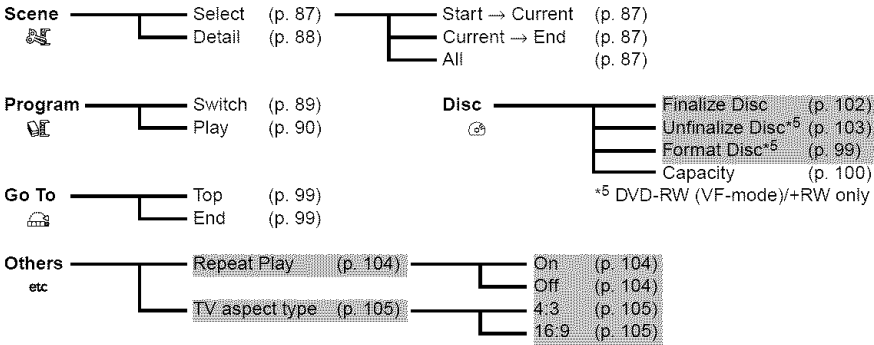 Scene Select (p. 87) Start → Current (p. 87)
Detail (p. 88) Current → End (p. 87)
All (p. 87)
Program Switch (p. 89) Disc Finalize Disc (p. 102)
Play (p. 90) Unfinalize Disc*5 (p. 103)
Format Disc*5 (p. 99)
Capacity (p. 100)
Go To Top (p. 99) *5 DVD-RW (VF-mode)/+RW only
End (p. 99)
Others Repeat Play (p. 104) On (p. 104)
etc Off (p. 104)
TV aspect type (p. 105) 4:3 (p. 105)
16:9 (p. 105)